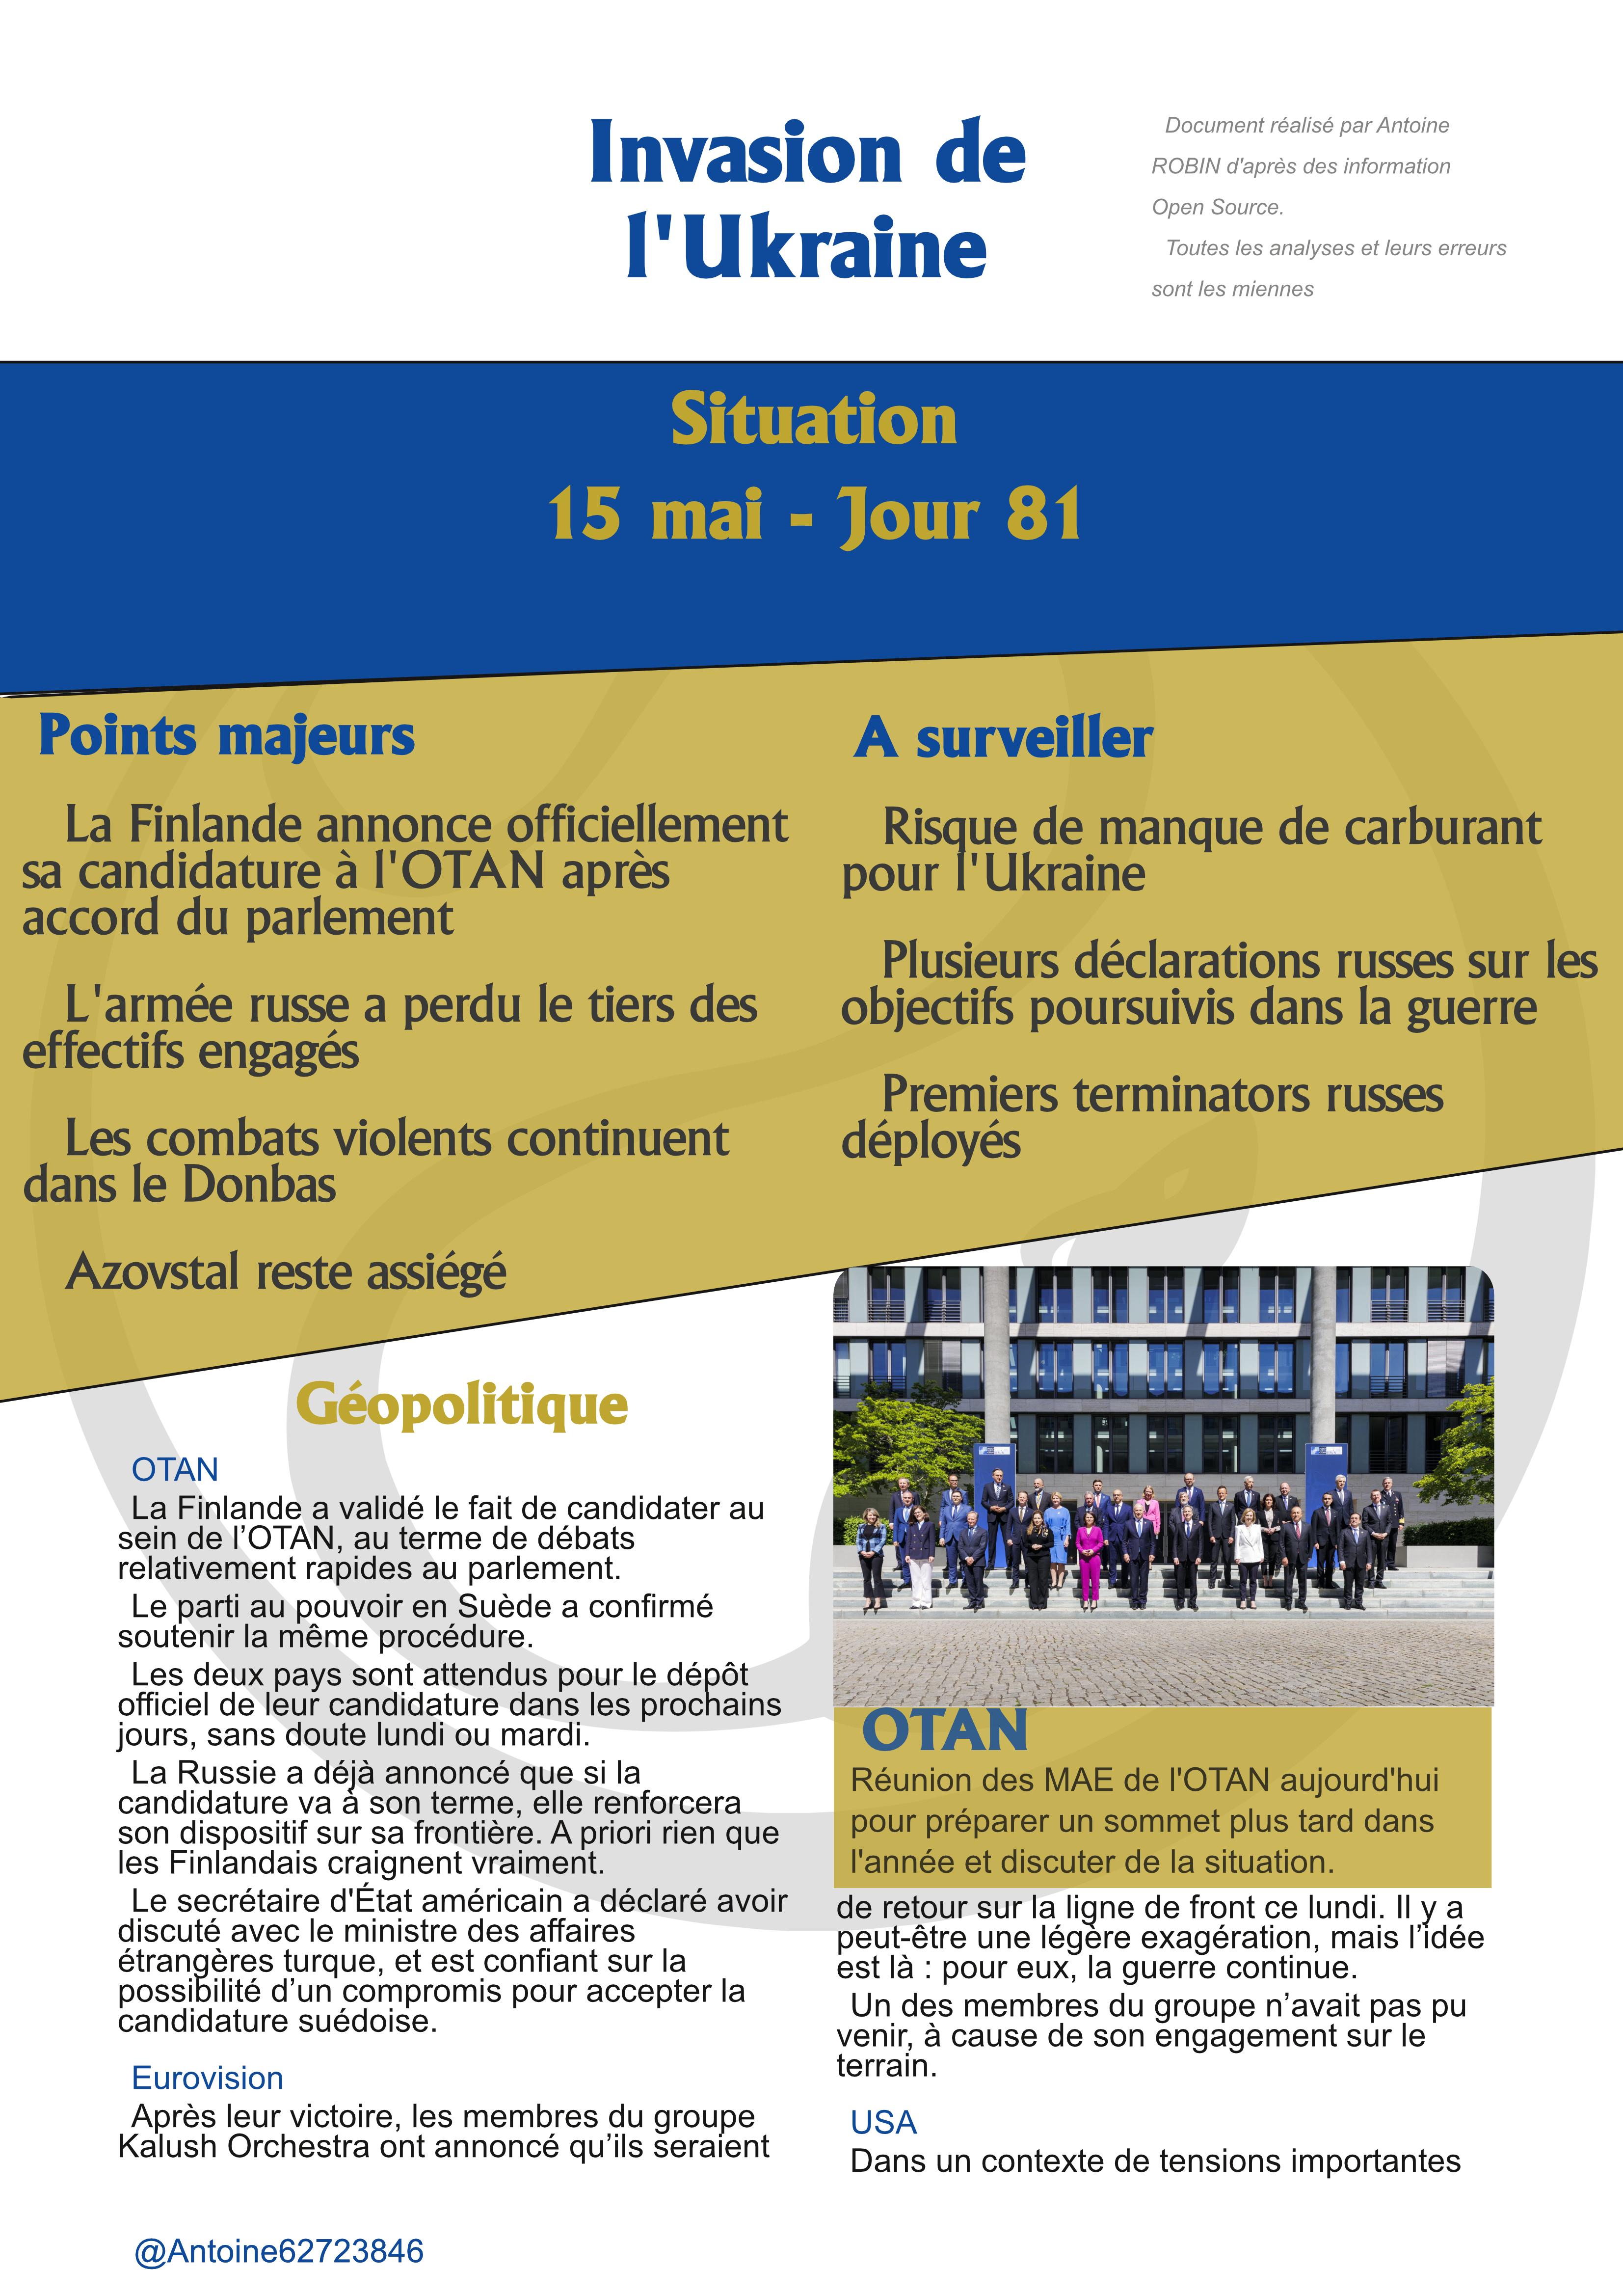 Invasion de
l'Ukraine
Document réalisé par Antoine
ROBIN d'après des information
Open Source.
Toutes les analyses et leurs erreurs
sont les miennes
Situation
15 mai - Jour 81
Points majeurs
La Finlande annonce officiellement
sa candidature à l'OTAN après
accord du parlement
L'armée russe a perdu le tiers des
effectifs engagés
Les combats violents continuent
dans le Donbas
Azovstal reste assiégé
A surveiller
Risque de manque de carburant
pour l'Ukraine
Plusieurs déclarations russes sur les
objectifs poursuivis dans la guerre
Premiers terminators russes
déployés
Géopolitique
OTAN
La Finlande a validé le fait de candidater au
sein de l’OTAN, au terme de débats
relativement rapides au parlement.
Le parti au pouvoir en Suède a confirmé
soutenir la même procédure.
Les deux pays sont attendus pour le dépôt
officiel de leur candidature dans les prochains
jours, sans doute lundi ou mardi.
La Russie a déjà annoncé que si la
candidature va à son terme, elle renforcera
son dispositif sur sa frontière. A priori rien que
les Finlandais craignent vraiment.
Le secrétaire d'État américain a déclaré avoir
discuté avec le ministre des affaires
étrangères turque, et est confiant sur la
possibilité d’un compromis pour accepter la
candidature suédoise.
Eurovision
Après leur victoire, les membres du groupe
Kalush Orchestra ont annoncé qu’ils seraient
OTAN
Réunion des MAE de l'OTAN aujourd'hui
pour préparer un sommet plus tard dans
l'année et discuter de la situation.
de retour sur la ligne de front ce lundi. Il y a
peut-être une légère exagération, mais l’idée
est là : pour eux, la guerre continue.
Un des membres du groupe n’avait pas pu
venir, à cause de son engagement sur le
terrain.
USA
Dans un contexte de tensions importantes
@Antoine62723846